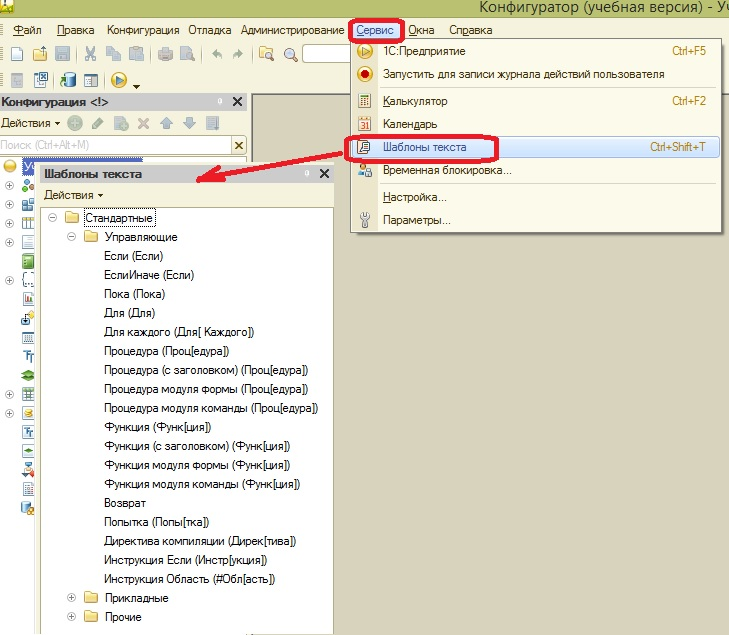 Конфигуратор (учебная версия) - Уч
Файл Правка Конфигурация Отладка Администрирование Сервис Окна Справка
1С:Предприятие Ctrl+F5
Запустить для записи журнала действий пользователя
Калькулятор Ctrl+F2
Календарь
Шаблоны текста Ctrl+Shift+T
Временная блокировка...
Настройка...
Параметры...
Конфигурация <!>
Действия
Поиск (Ctrl+Alt+M)
Шаблоны текста
Действия
Стандартные
Управляющие
Если (Если)
ЕслиИначе (Если)
Пока (Пока)
Для (Для)
Для каждого (Для[ Каждого])
Процедура (Проц[едура])
Процедура (с заголовком) (Проц[едура])
Процедура модуля формы (Проц[едура])
Процедура модуля команды (Проц[едура])
Функция (Функ[ция])
Функция (с заголовком) (Функ[ция])
Функция модуля формы (Функ[ция])
Функция модуля команды (Функ[ция])
Возврат
Попытка (Попы[тка])
Директива компиляции (Дирек[тива])
Инструкция Если (Инстр[укция])
Инструкция Область (#Обл[асть])
Прикладные
Прочие